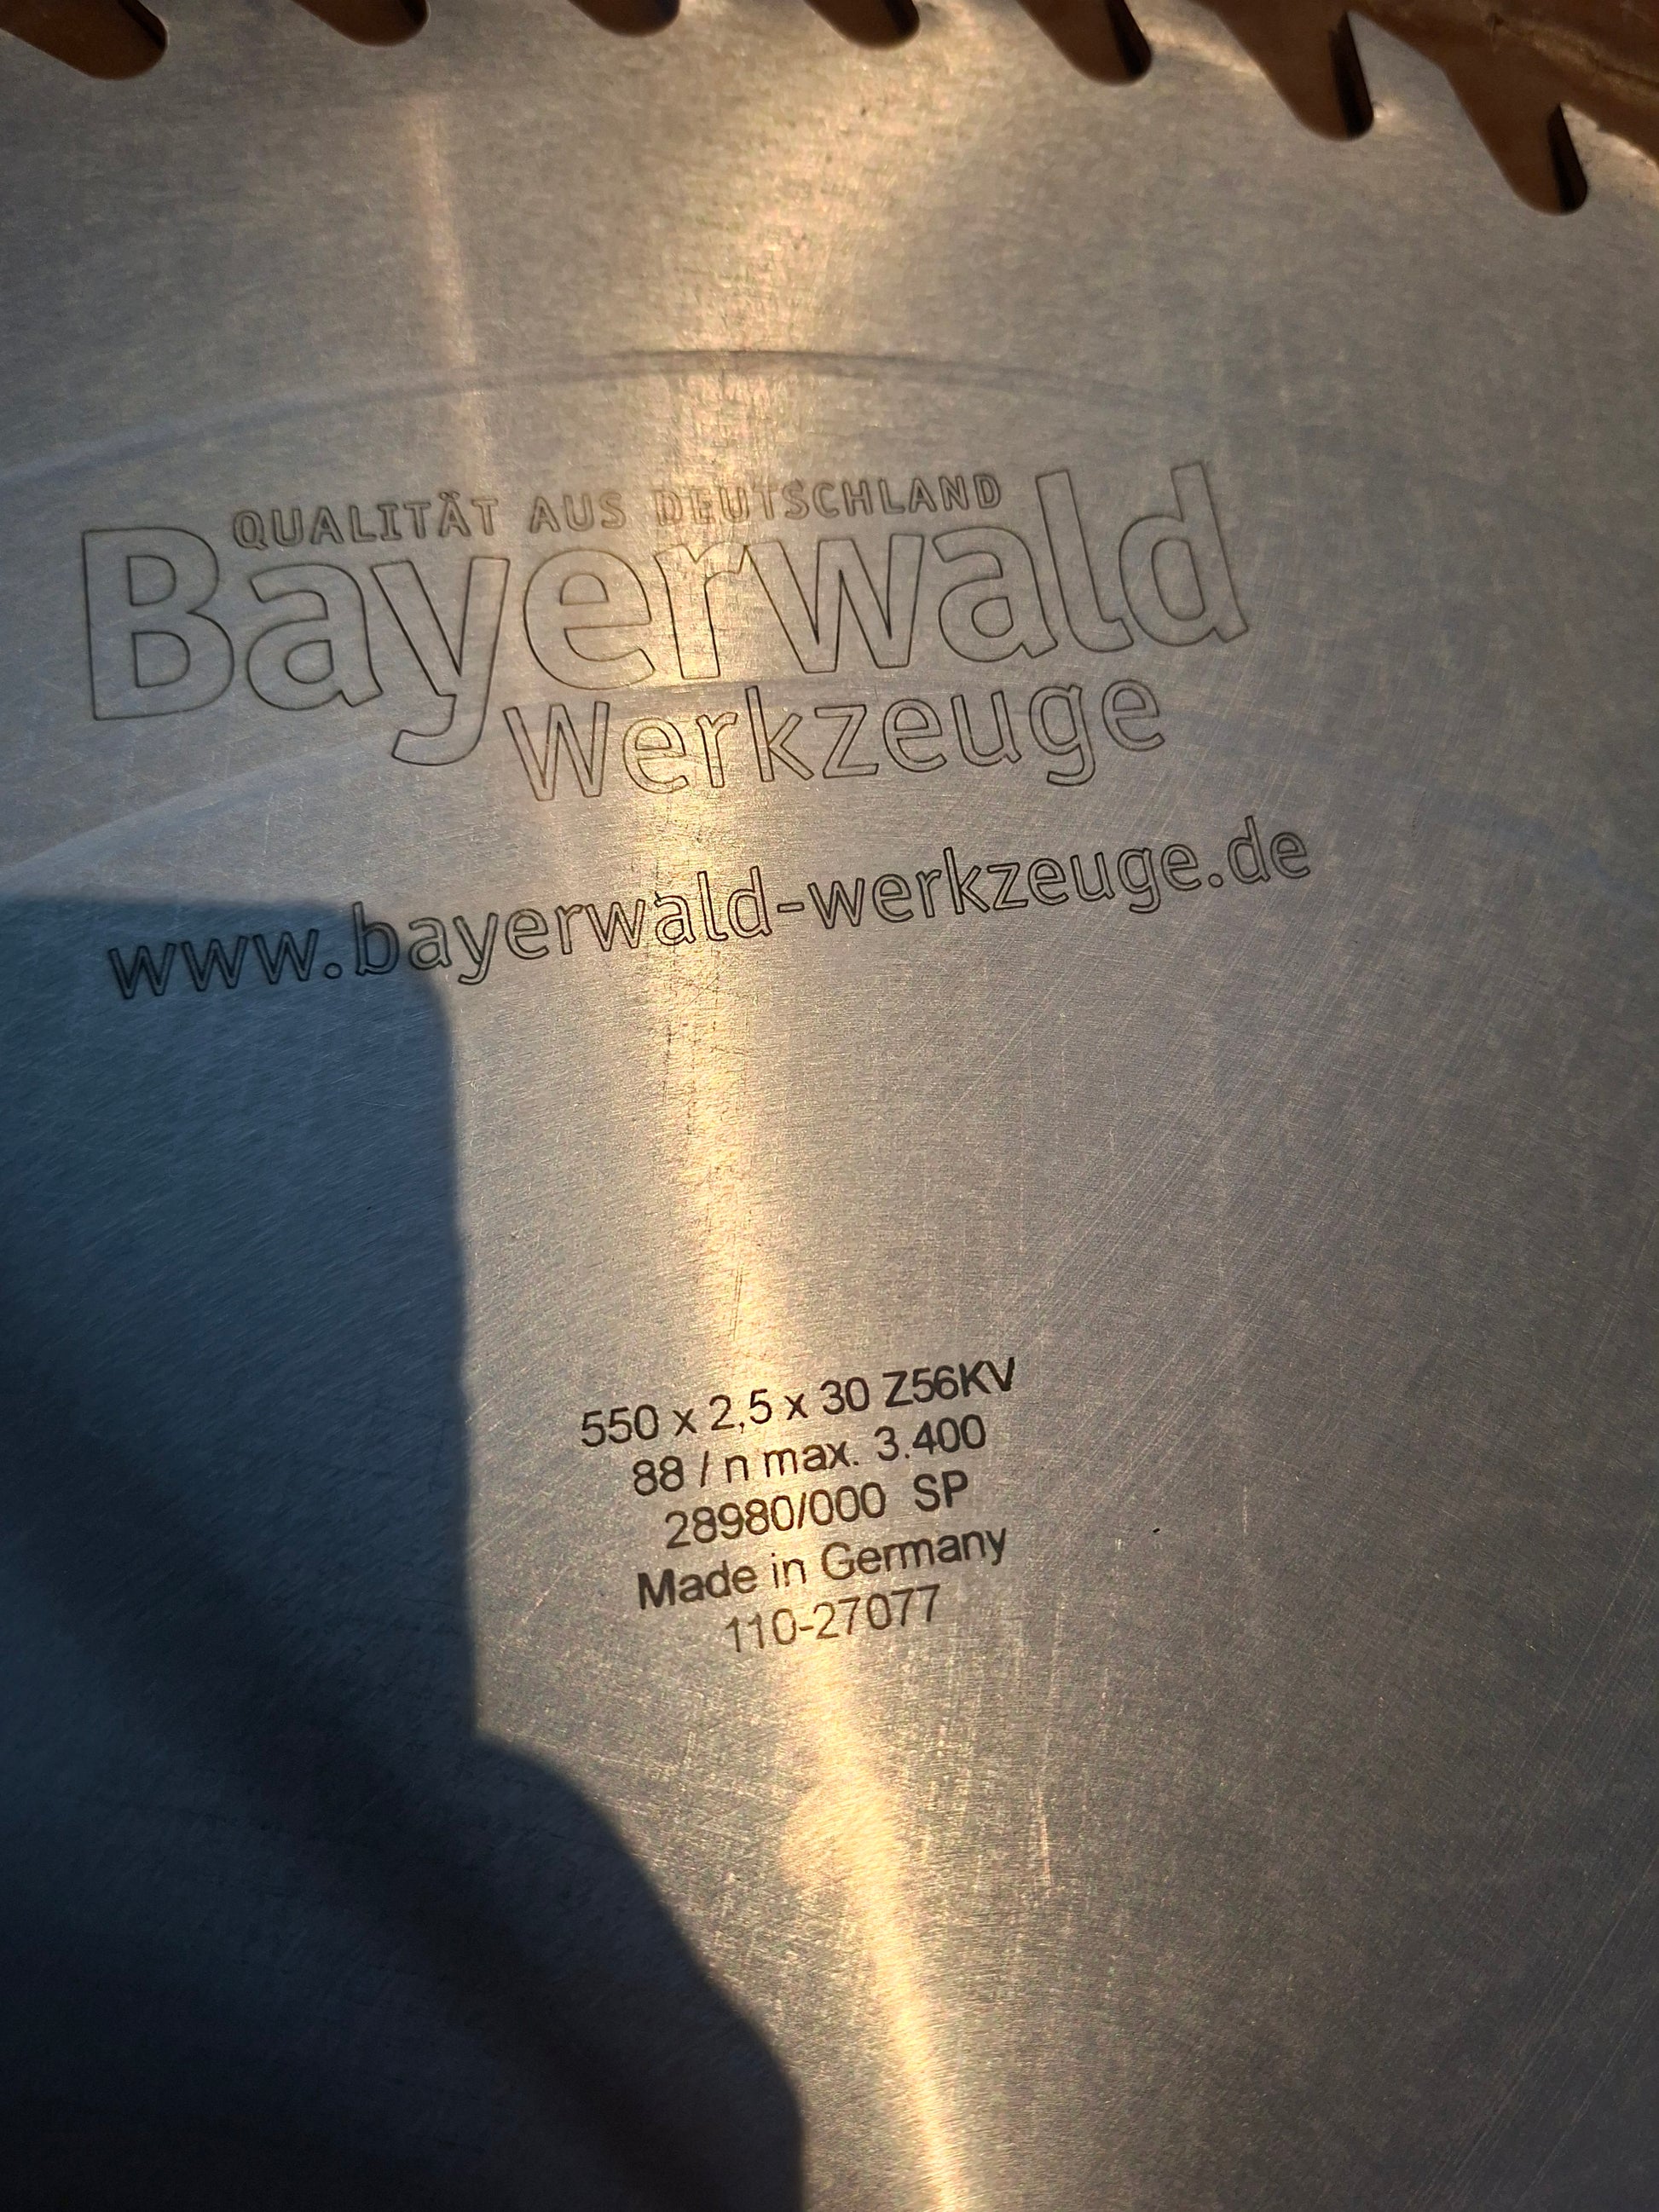 QUALITÄT AUS DEUTSCHLAND
Bayerwald
Werkzeuge
www.bayerwald-werkzeuge.de
550 x 2,5 x 30 Z56KV
88 / n max. 3.400
28980/000 SP
Made in Germany
110-27077